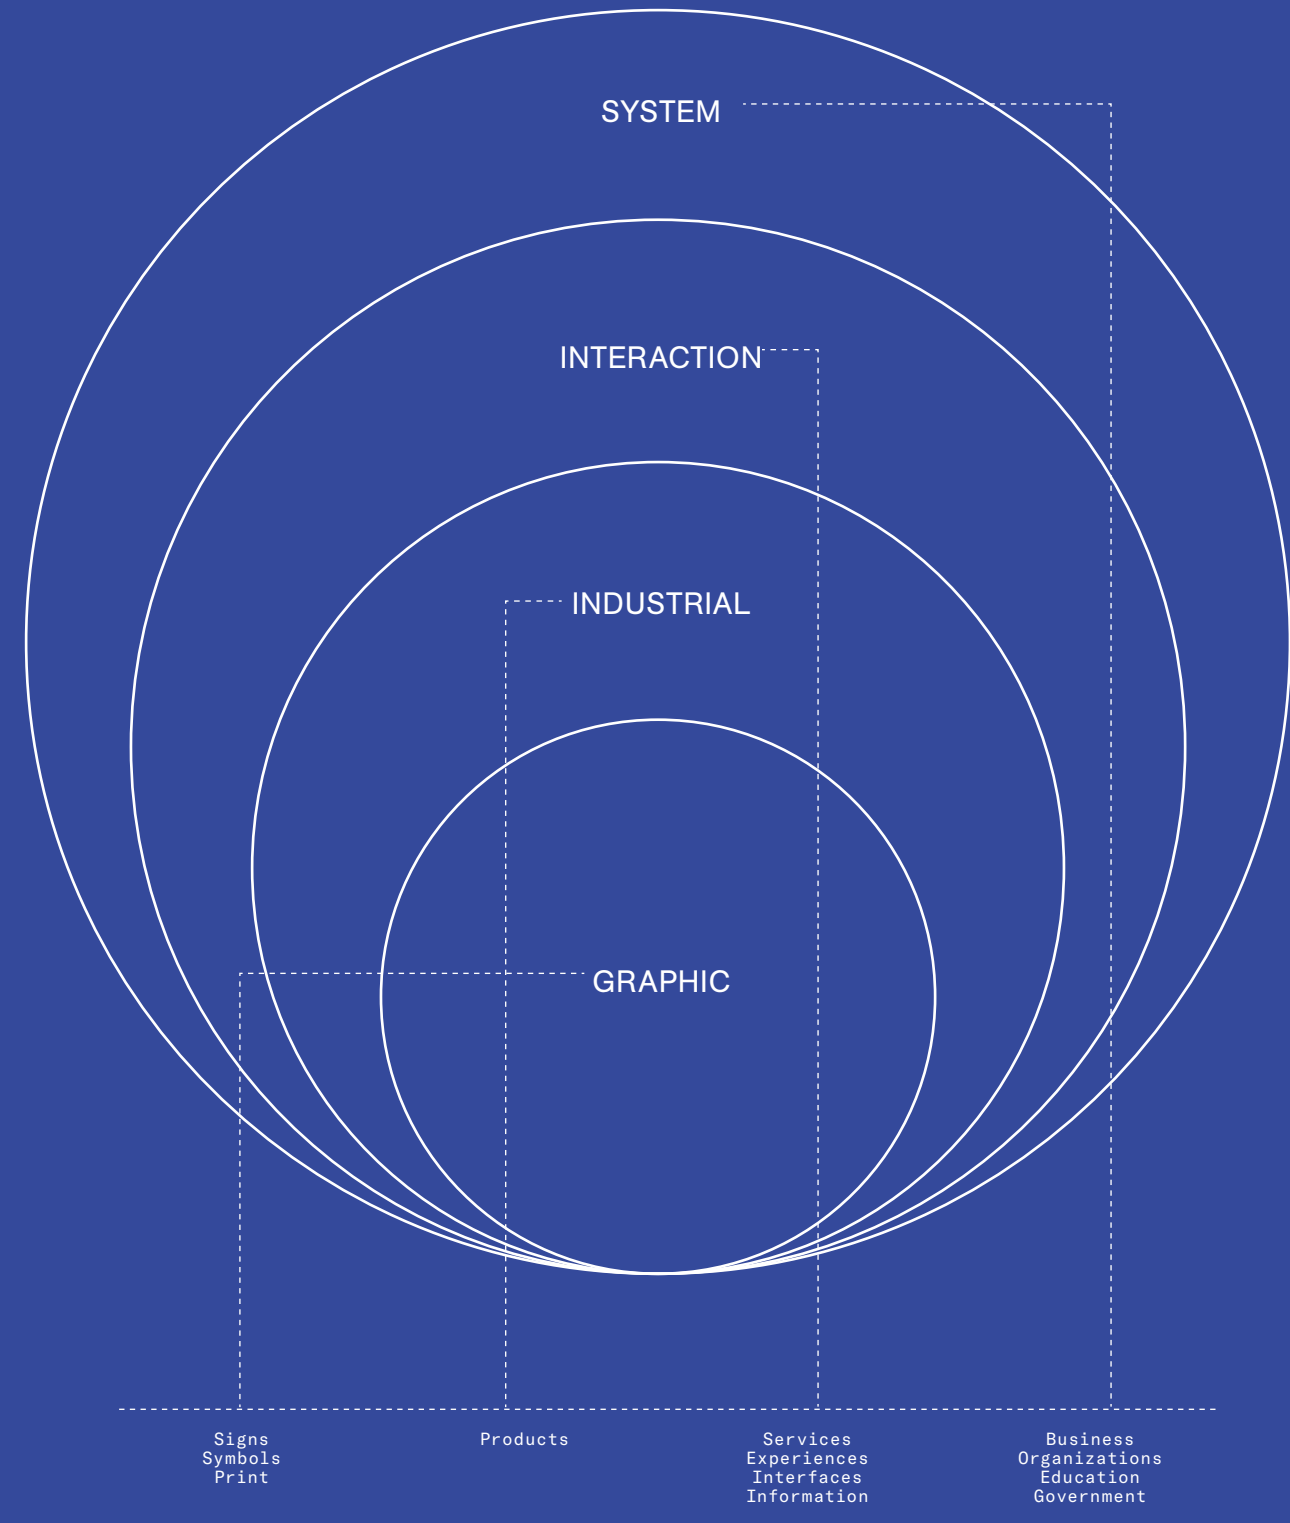 SYSTEM
INTERACTION
INDUSTRIAL
GRAPHIC
Signs
Symbols
Print
Products
Services
Experiences
Interfaces
Information
Business
Organizations
Education
Government